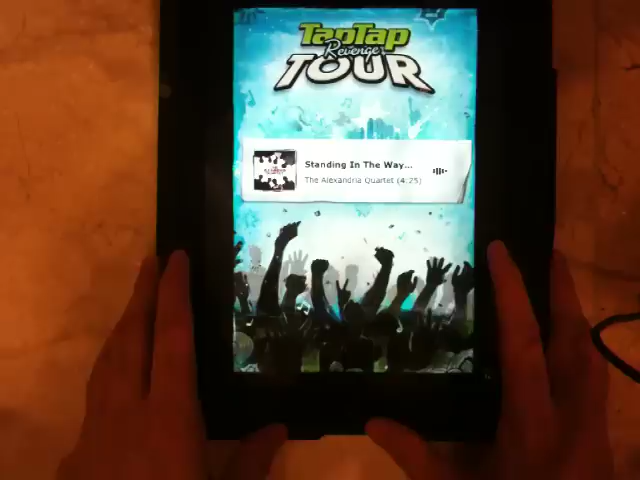 TapTap
Revenge
TOUR
Standing In The Way...
The Alexandria Quartet (4:25)